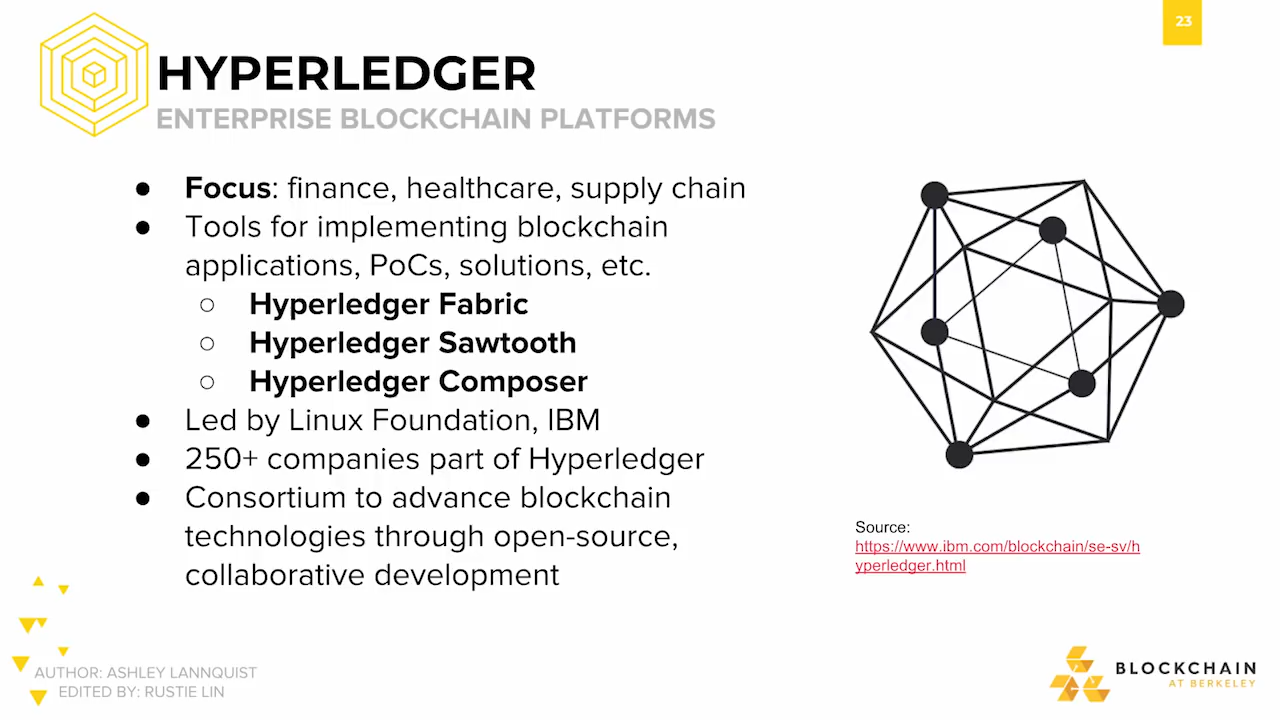 23
HYPERLEDGER
ENTERPRISE BLOCKCHAIN PLATFORMS
● Focus: finance, healthcare, supply chain
● Tools for implementing blockchain
applications, PoCs, solutions, etc.
○ Hyperledger Fabric
○ Hyperledger Sawtooth
○ Hyperledger Composer
● Led by Linux Foundation, IBM
● 250+ companies part of Hyperledger
● Consortium to advance blockchain
technologies through open-source,
collaborative development
Source:
https://www.ibm.com/blockchain/se-sv/h
yperledger.html
AUTHOR: ASHLEY LANNQUIST
EDITED BY: RUSTIE LIN
BLOCKCHAIN
AT BERKELEY